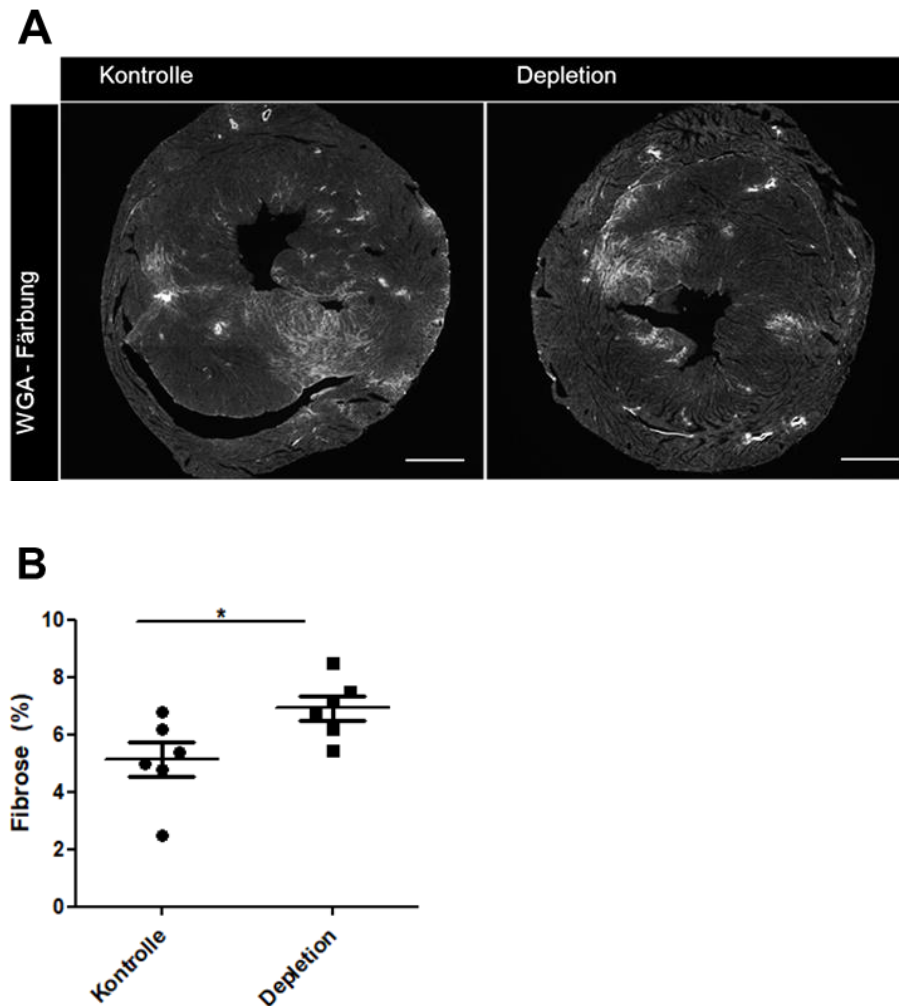 A
Kontrolle Depletion
WGA - Färbung
B
*
Fibrose (%)
10
8
6
4
2
0
Kontrolle
Depletion